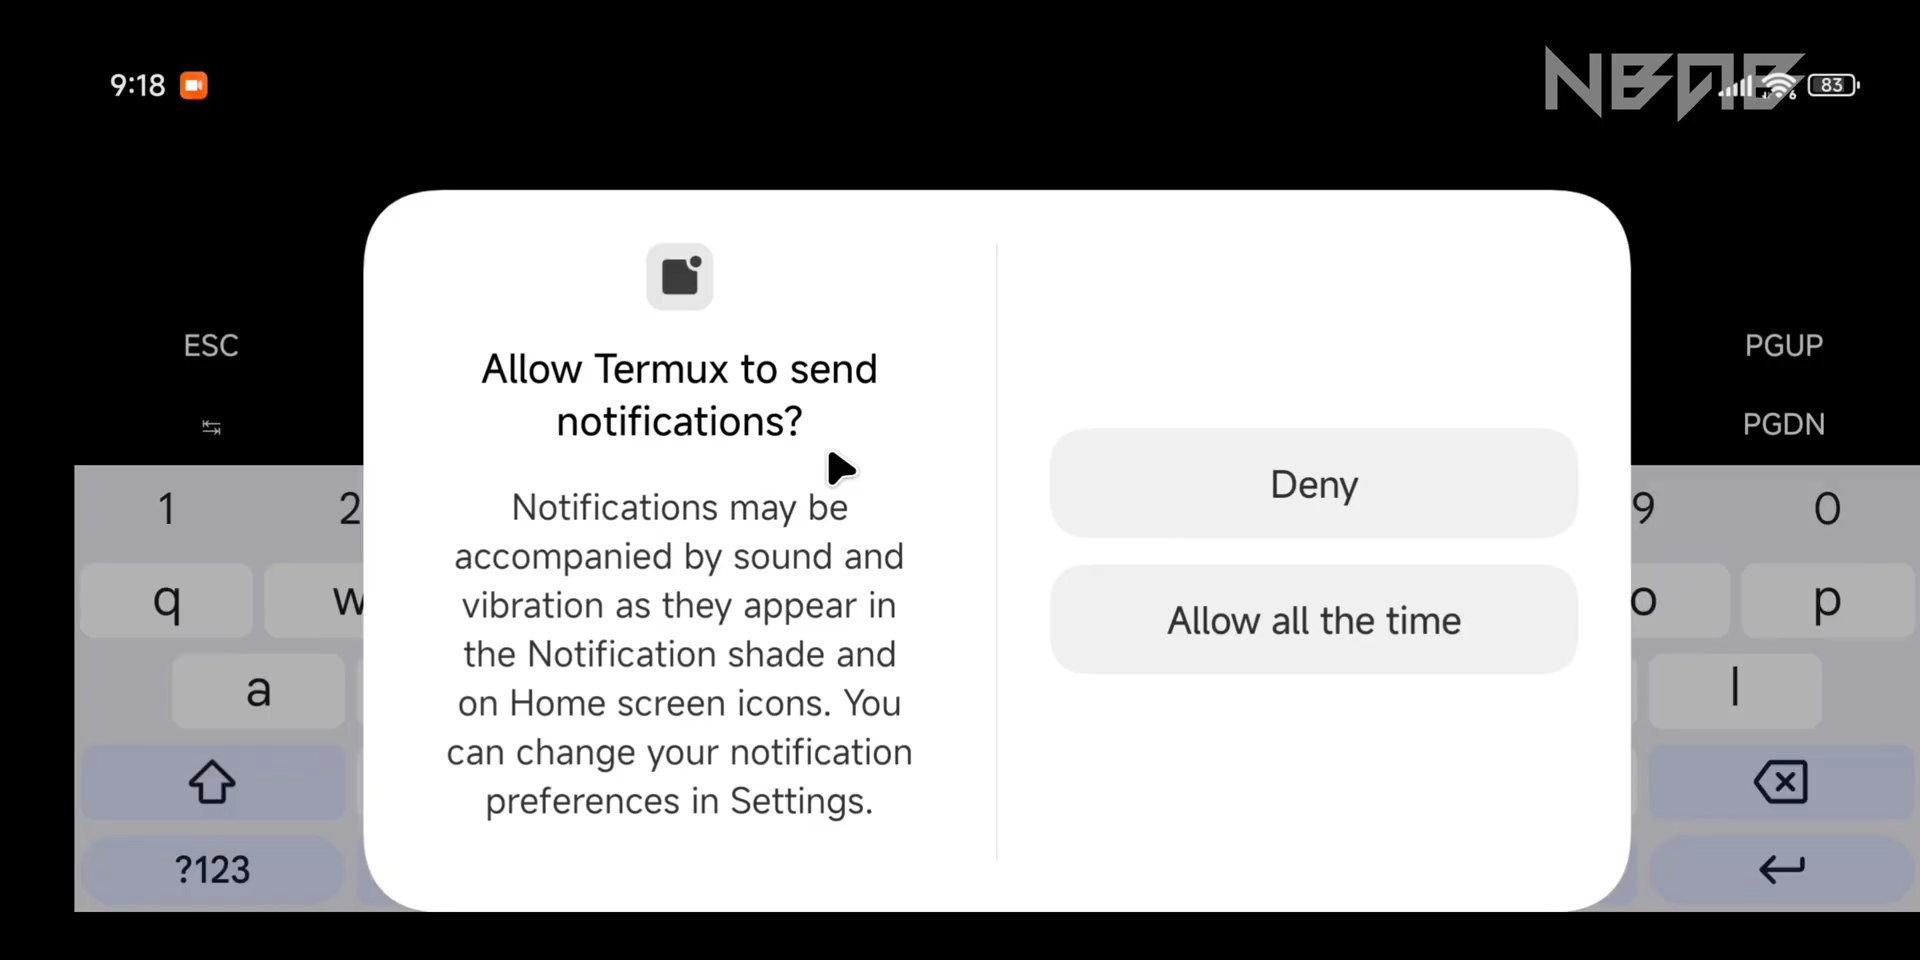 9:18
NBAB
83
ESC
PGUP
PGDN
Allow Termux to send
notifications?
Notifications may be
accompanied by sound and
vibration as they appear in
the Notification shade and
on Home screen icons. You
can change your notification
preferences in Settings.
Deny
Allow all the time
1 2 9 0
q w o p
a l
?123